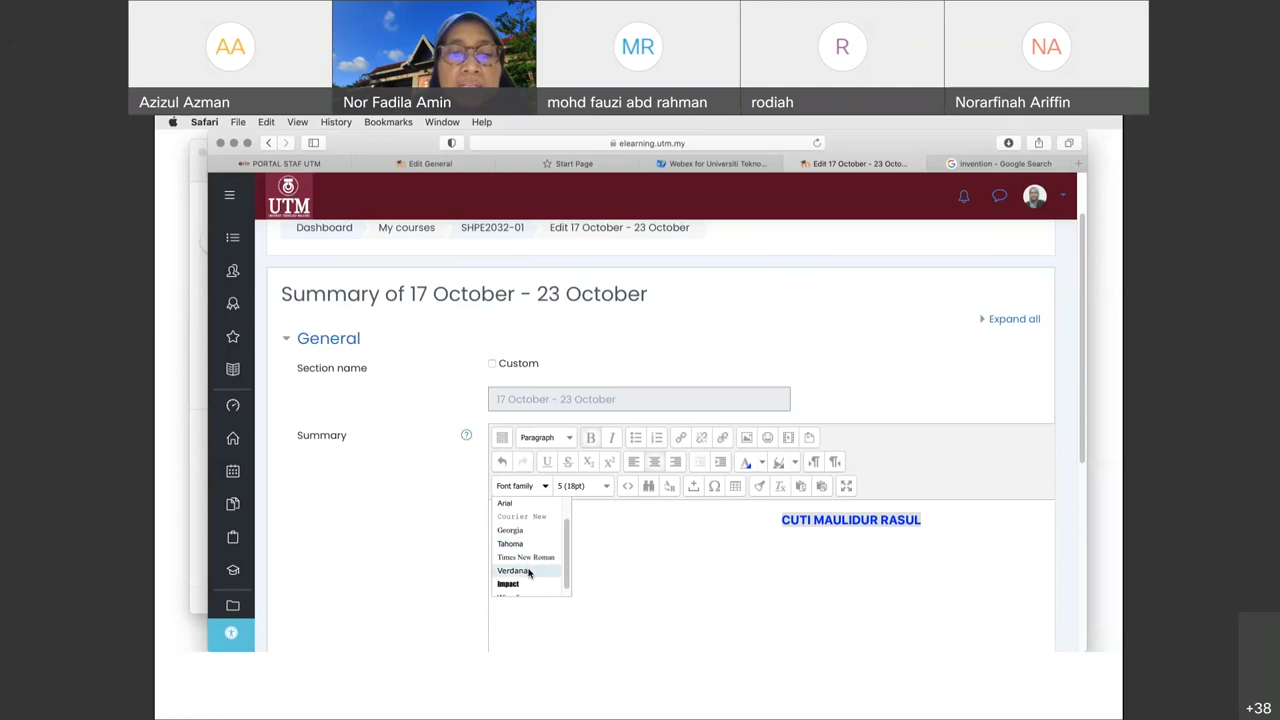 AA
MR
R
NA
Azizul Azman
Nor Fadila Amin
mohd fauzi abd rahman
rodiah
Norarfinah Ariffin
Safari File Edit View History Bookmarks Window Help
elearning.utm.my
PORTAL STAF UTM
Edit General
Start Page
Webex for Universiti Tekno...
Edit 17 October - 23 Octo...
invention - Google Search
UTM
Dashboard My courses SHPE2032-01 Edit 17 October - 23 October
Summary of 17 October - 23 October
Expand all
General
Section name
Custom
17 October - 23 October
Summary
Paragraph
Font family
5 (18pt)
Arial
Courier New
Georgia
Tahoma
Times New Roman
Verdana
Impact
CUTI MAULIDUR RASUL
+38